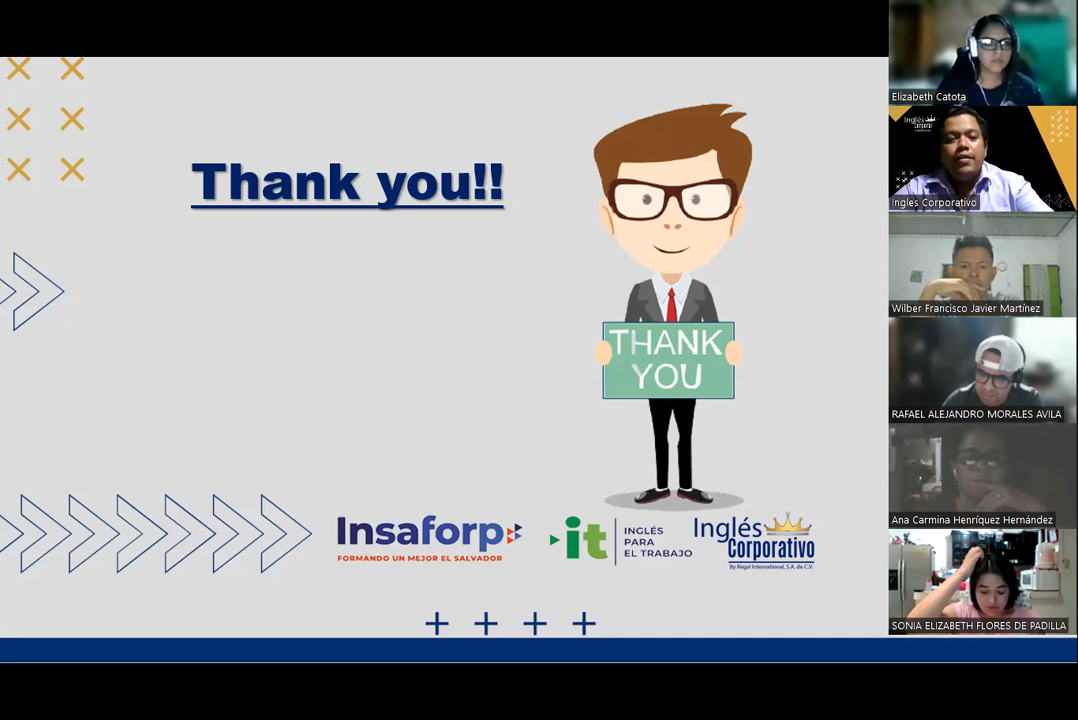 Thank you!!
THANK
YOU
Insaforp
FORMANDO UN MEJOR EL SALVADOR
it
INGLÉS
PARA
EL TRABAJO
Inglés
Corporativo
By Regal International, S.A. de C.V.
Elizabeth Catota
Inglés
Ingles Corporativo
Wilber Francisco Javier Martínez
RAFAEL ALEJANDRO MORALES AVILA
Ana Carmina Henríquez Hernández
SONIA ELIZABETH FLORES DE PADILLA